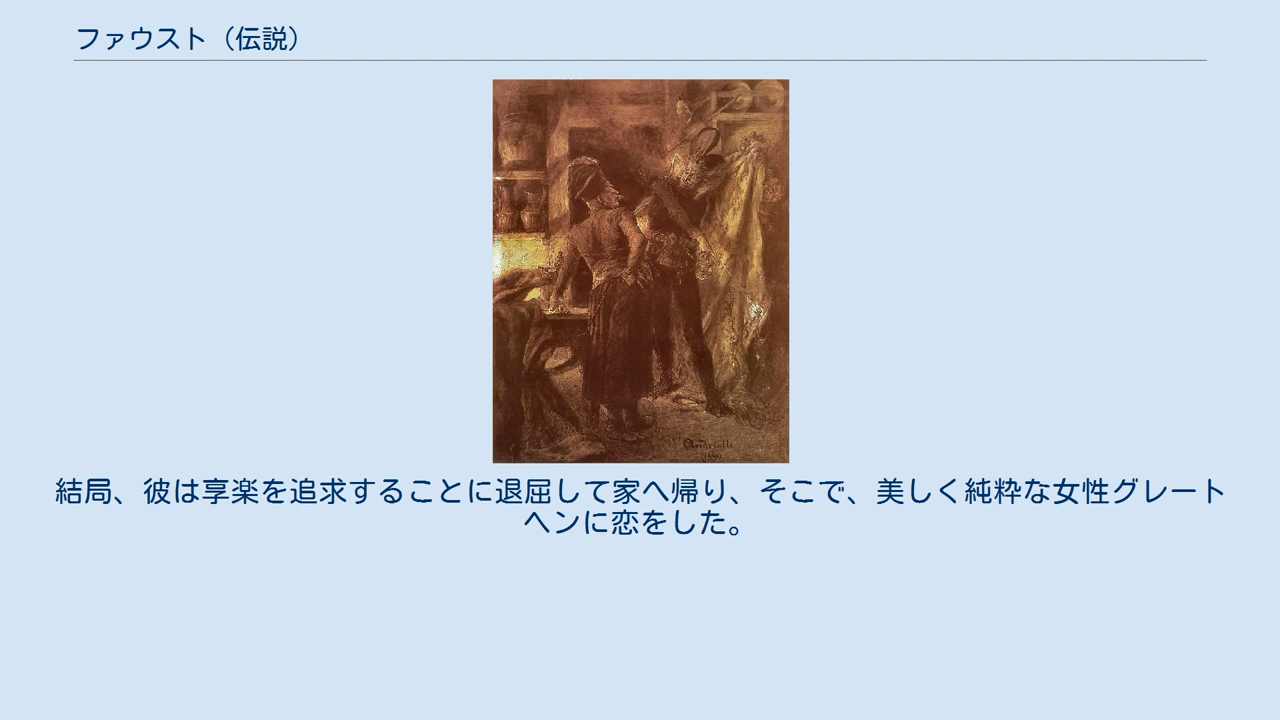 ファウスト（伝説）
結局、彼は享楽を追求することに退屈して家へ帰り、そこで、美しく純粋な女性グレート
ヘンに恋をした。